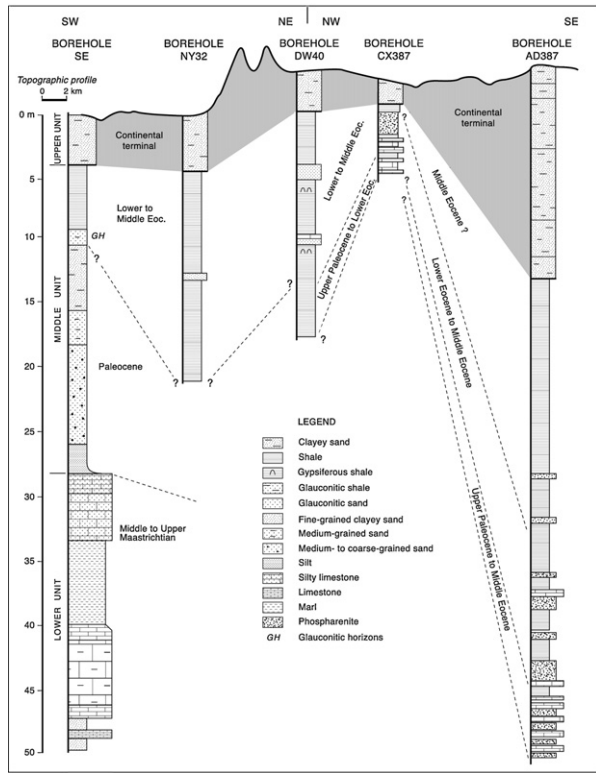 SW NE NW SE
BOREHOLE SE
BOREHOLE NY32
BOREHOLE DW40
BOREHOLE CX387
BOREHOLE AD387
Topographic profile
0 2 km
0 m
5
10
15
20
25
30
35
40
45
50
UPPER UNIT
MIDDLE UNIT
LOWER UNIT
Continental
terminal
Continental
terminal
Lower to
Middle Eoc.
GH
?
Paleocene
Middle to Upper
Maastrichtian
?
?
?
?
Lower to Middle Eoc.
Upper Paleocene to Lower Eoc.
?
?
?
Middle Eocene ?
Lower Eocene to Middle Eocene
Upper Paleocene to Middle Eocene
LEGEND
Clayey sand
Shale
Gypsiferous shale
Glauconitic shale
Glauconitic sand
Fine-grained clayey sand
Medium-grained sand
Medium- to coarse-grained sand
Silt
Silty limestone
Limestone
Marl
Phospharenite
GH Glauconitic horizons